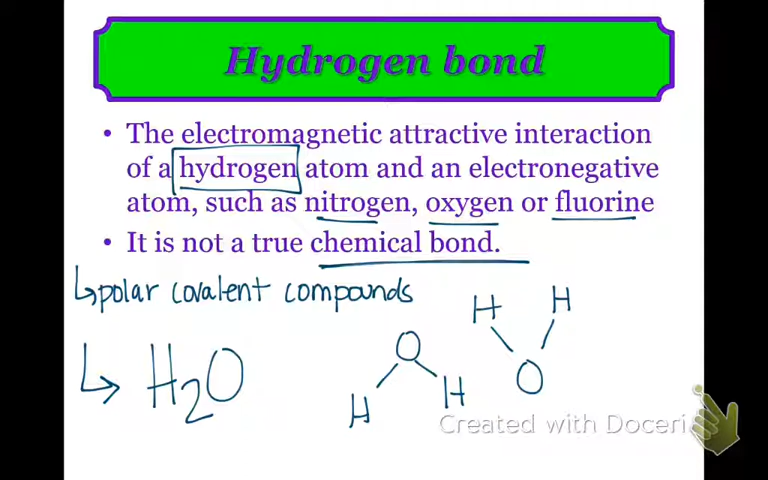 Hydrogen bond
• The electromagnetic attractive interaction
of a hydrogen atom and an electronegative
atom, such as nitrogen, oxygen or fluorine
• It is not a true chemical bond.
↳polar covalent compounds
H H
O
↳ H2O
O
H H
Created with Doceri